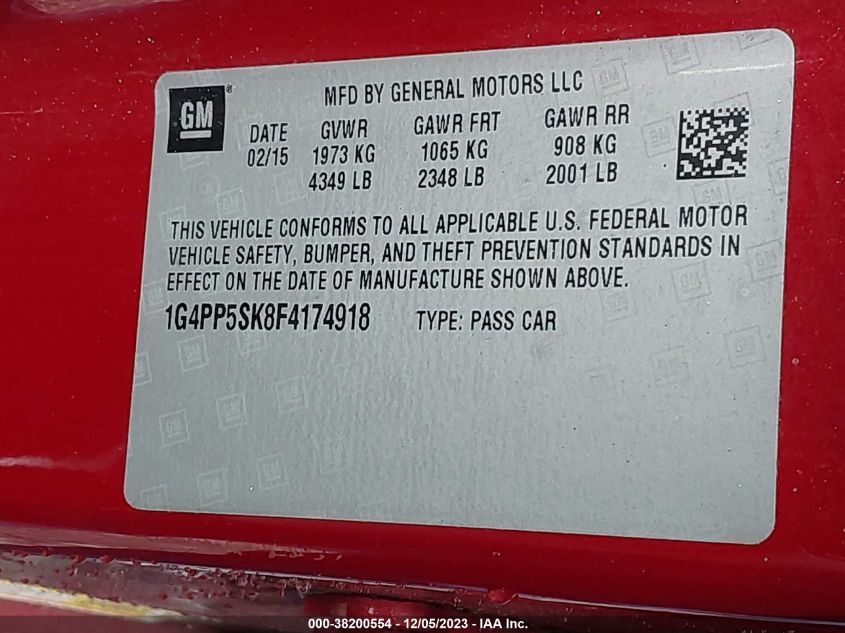 MFD BY GENERAL MOTORS LLC
GM ®
DATE GVWR GAWR FRT GAWR RR
02/15 1973 KG 1065 KG 908 KG
4349 LB 2348 LB 2001 LB
THIS VEHICLE CONFORMS TO ALL APPLICABLE U.S. FEDERAL MOTOR
VEHICLE SAFETY, BUMPER, AND THEFT PREVENTION STANDARDS IN
EFFECT ON THE DATE OF MANUFACTURE SHOWN ABOVE.
1G4PP5SK8F4174918 TYPE: PASS CAR
000-38200554 - 12/05/2023 - IAA Inc.